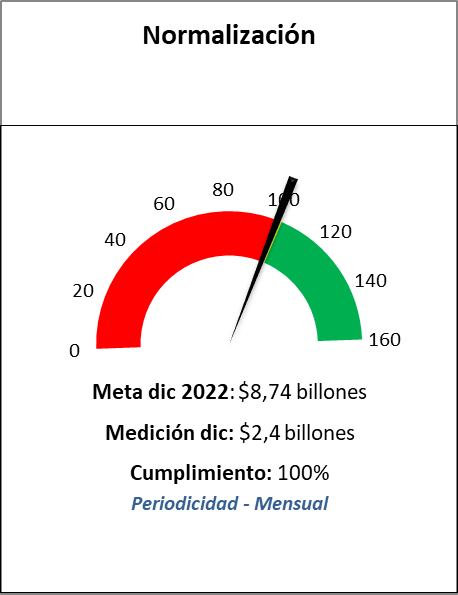 Normalización
0
20
40
60
80
100
120
140
160
Meta dic 2022: $8,74 billones
Medición dic: $2,4 billones
Cumplimiento: 100%
Periodicidad - Mensual